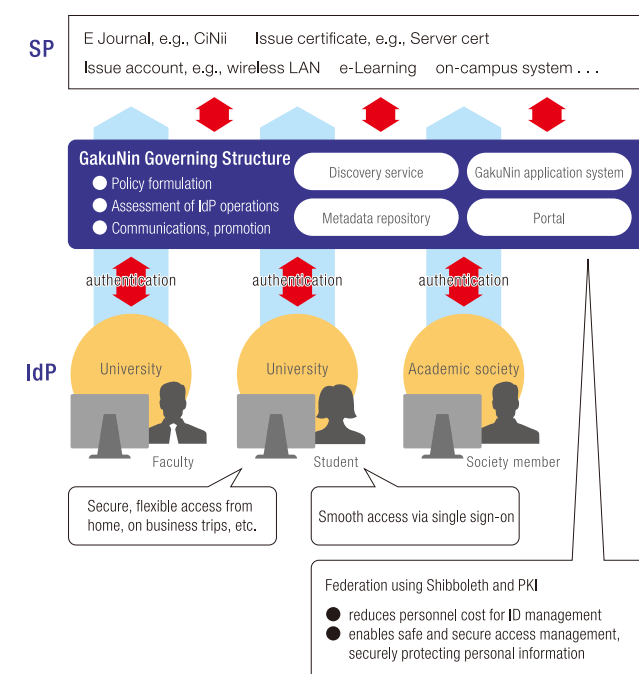 SP
E Journal, e.g., CiNii Issue certificate, e.g., Server cert
Issue account, e.g., wireless LAN e-Learning on-campus system . . .
GakuNin Governing Structure
● Policy formulation
● Assessment of IdP operations
● Communications, promotion
Discovery service
GakuNin application system
Metadata repository
Portal
authentication
authentication
authentication
IdP
University
University
Academic society
Faculty
Student
Society member
Secure, flexible access from
home, on business trips, etc.
Smooth access via single sign-on
Federation using Shibboleth and PKI
● reduces personnel cost for ID management
● enables safe and secure access management,
securely protecting personal information